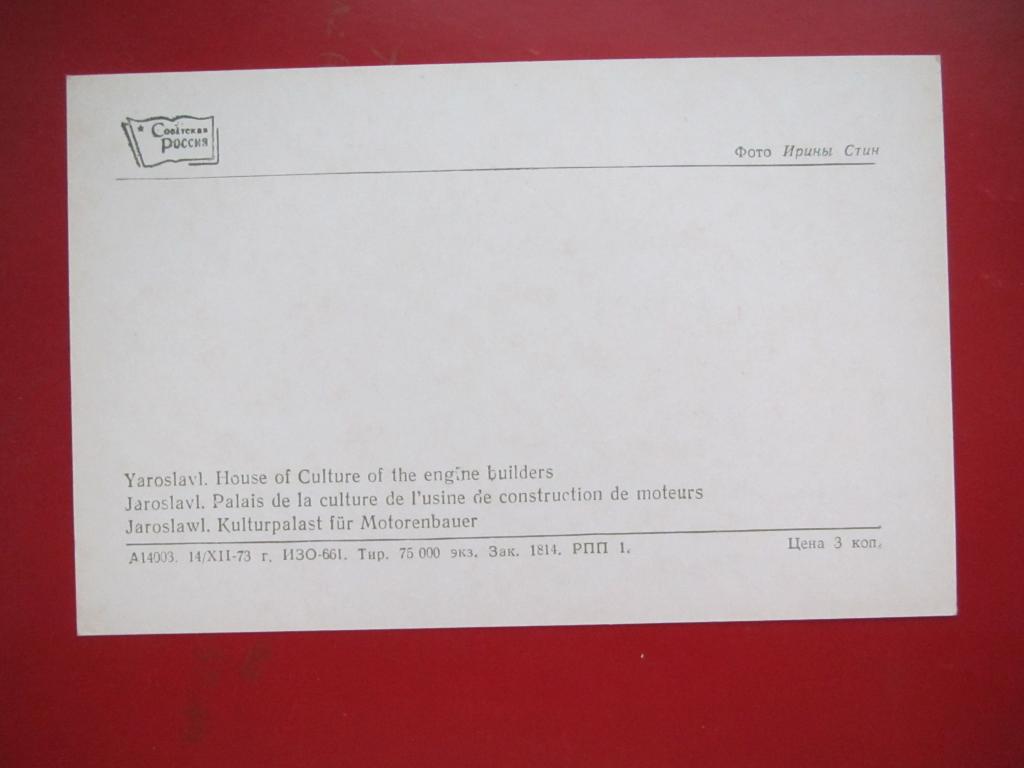 Советская
Россия
Фото Ирины Стин
Yaroslavl. House of Culture of the engine builders
Jaroslavl. Palais de la culture de l'usine de construction de moteurs
Jaroslawl. Kulturpalast für Motorenbauer
А14003. 14/XII-73 г. ИЗО-661. Тир. 75 000 экз. Зак. 1814. РПП 1.
Цена 3 коп.